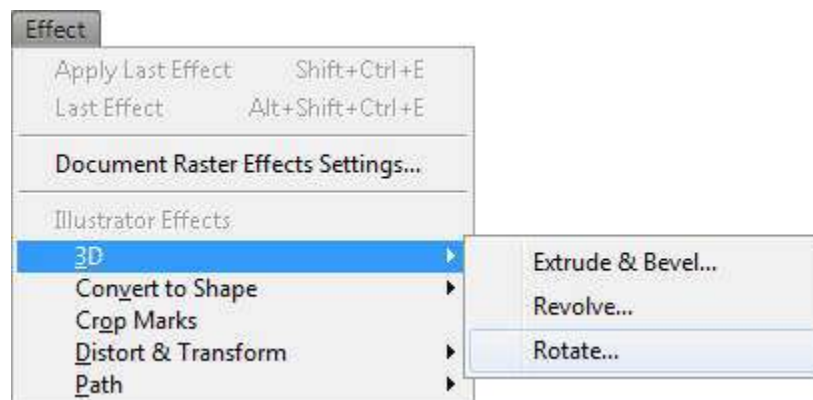 Effect
Apply Last Effect Shift+Ctrl+E
Last Effect Alt+Shift+Ctrl+E
Document Raster Effects Settings...
Illustrator Effects
3D
Extrude & Bevel...
Convert to Shape
Revolve...
Crop Marks
Distort & Transform
Rotate...
Path